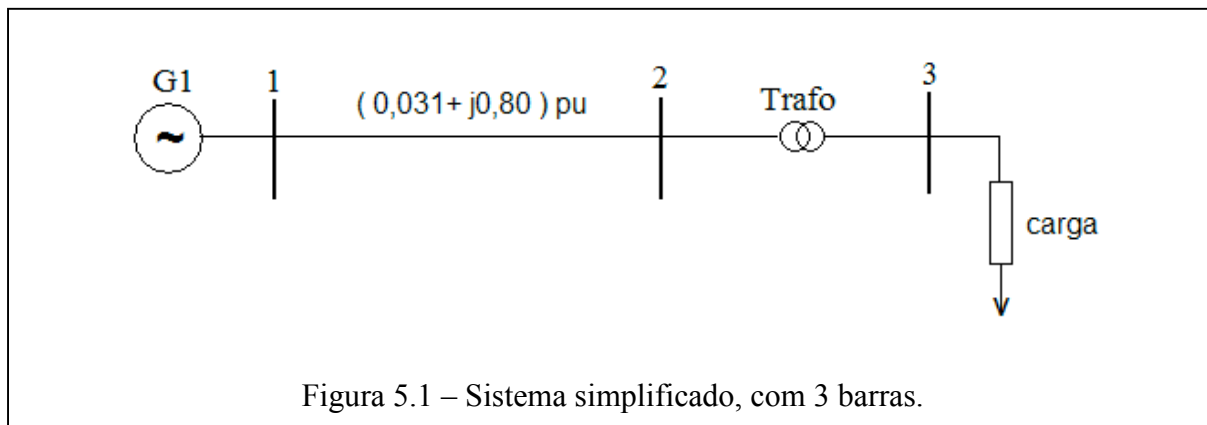 G1
1
( 0,031+ j0,80 ) pu
2
Trafo
3
~
carga
Figura 5.1 – Sistema simplificado, com 3 barras.